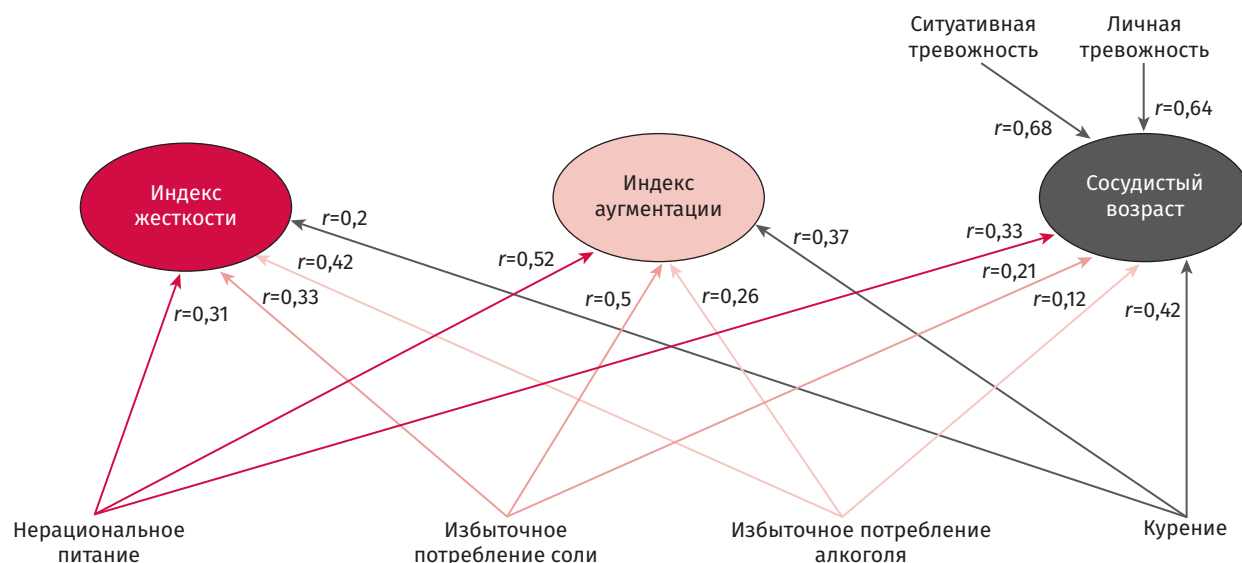 Ситуативная
тревожность
Личная
тревожность
r=0,68
r=0,64
Индекс
жесткости
Индекс
аугментации
Сосудистый
возраст
r=0,2
r=0,42
r=0,33
r=0,31
r=0,52
r=0,5
r=0,26
r=0,37
r=0,33
r=0,21
r=0,12
r=0,42
Нерациональное
питание
Избыточное
потребление соли
Избыточное потребление
алкоголя
Курение